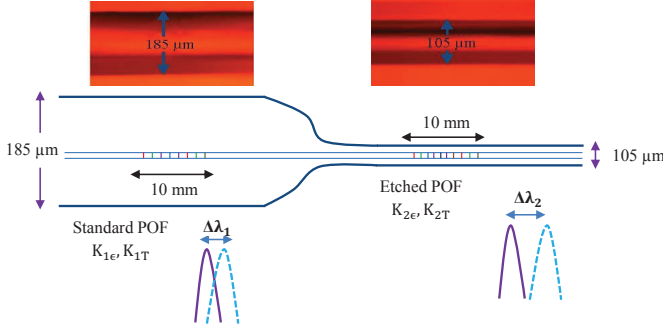 185 µm
105 µm
10 mm
185 µm
105 µm
10 mm
Standard POF
K1ϵ, K1T
Etched POF
K2ϵ, K2T
Δλ1
Δλ2